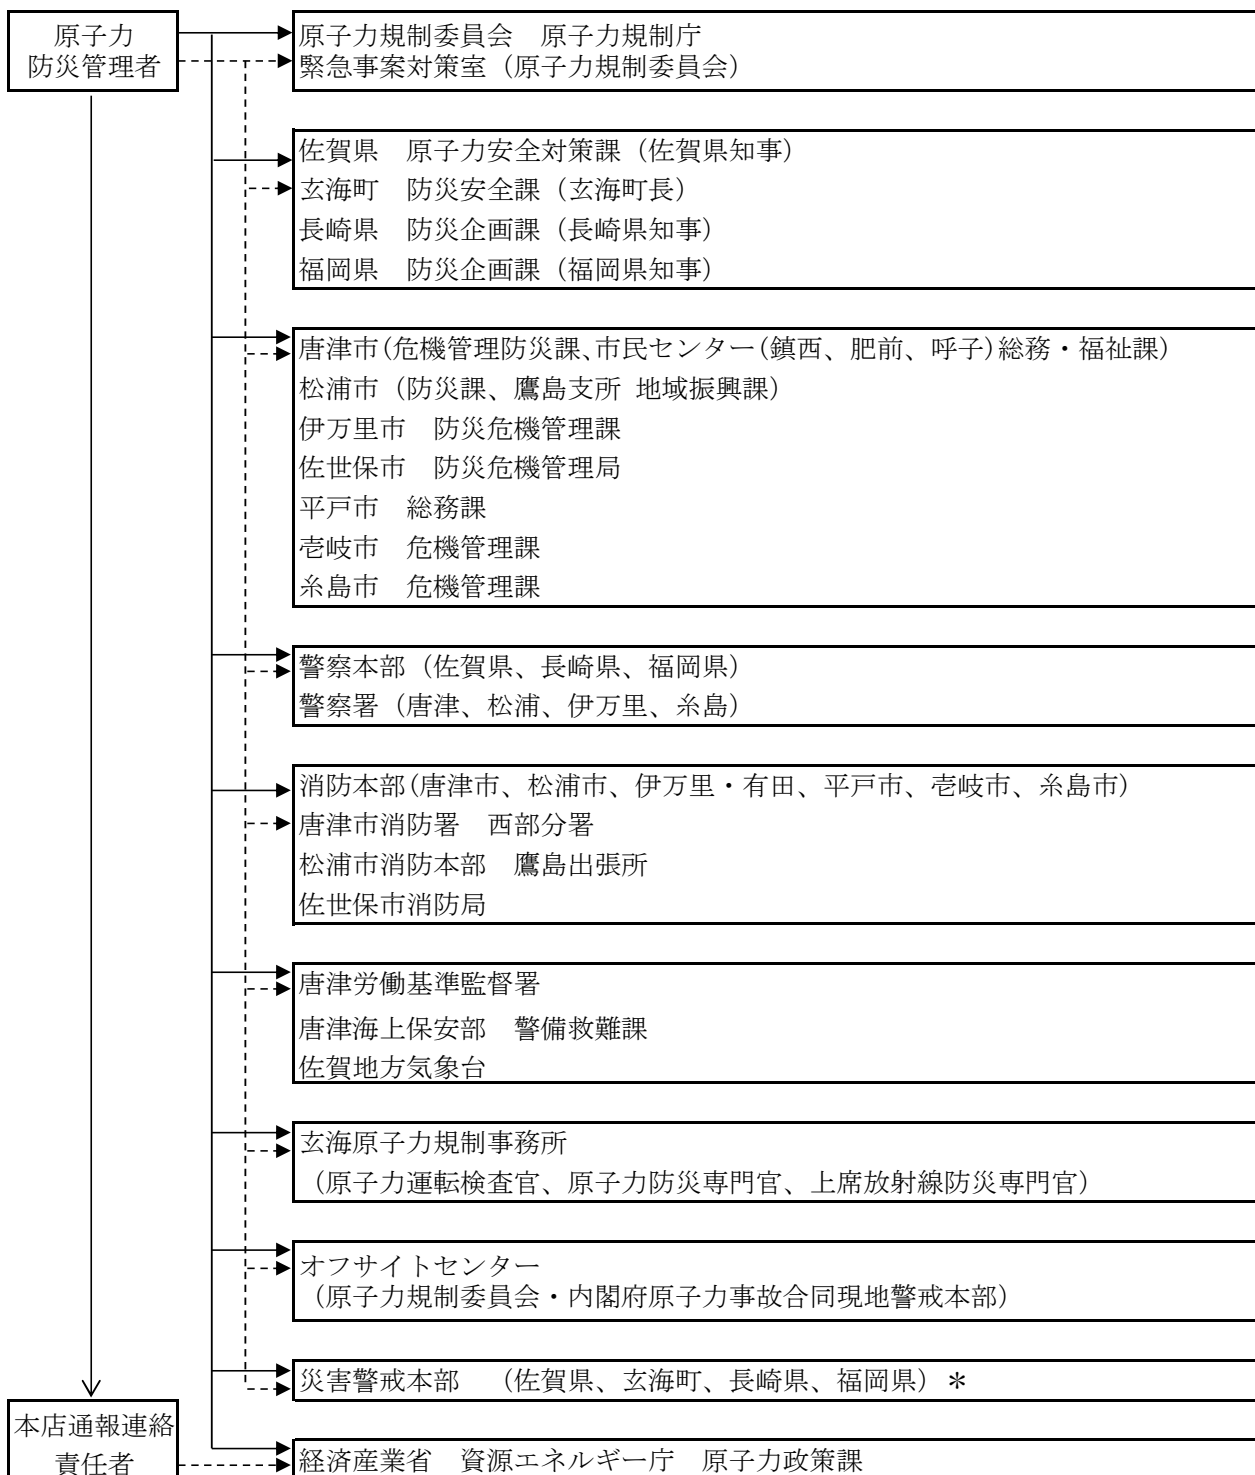 原子力
防災管理者
原子力規制委員会　原子力規制庁
緊急事案対策室（原子力規制委員会）
佐賀県　原子力安全対策課（佐賀県知事）
玄海町　防災安全課（玄海町長）
長崎県　防災企画課（長崎県知事）
福岡県　防災企画課（福岡県知事）
唐津市(危機管理防災課､市民センター(鎮西、肥前、呼子)総務・福祉課)
松浦市（防災課、鷹島支所 地域振興課）
伊万里市　防災危機管理課
佐世保市　防災危機管理局
平戸市　総務課
壱岐市　危機管理課
糸島市　危機管理課
警察本部（佐賀県、長崎県、福岡県）
警察署（唐津、松浦、伊万里、糸島）
消防本部(唐津市、松浦市、伊万里・有田、平戸市、壱岐市、糸島市)
唐津市消防署　西部分署
松浦市消防本部　鷹島出張所
佐世保市消防局
唐津労働基準監督署
唐津海上保安部　警備救難課
佐賀地方気象台
玄海原子力規制事務所
（原子力運転検査官、原子力防災専門官、上席放射線防災専門官）
オフサイトセンター
（原子力規制委員会・内閣府原子力事故合同現地警戒本部）
災害警戒本部　（佐賀県、玄海町、長崎県、福岡県）＊
本店通報連絡
責任者
経済産業省　資源エネルギー庁　原子力政策課